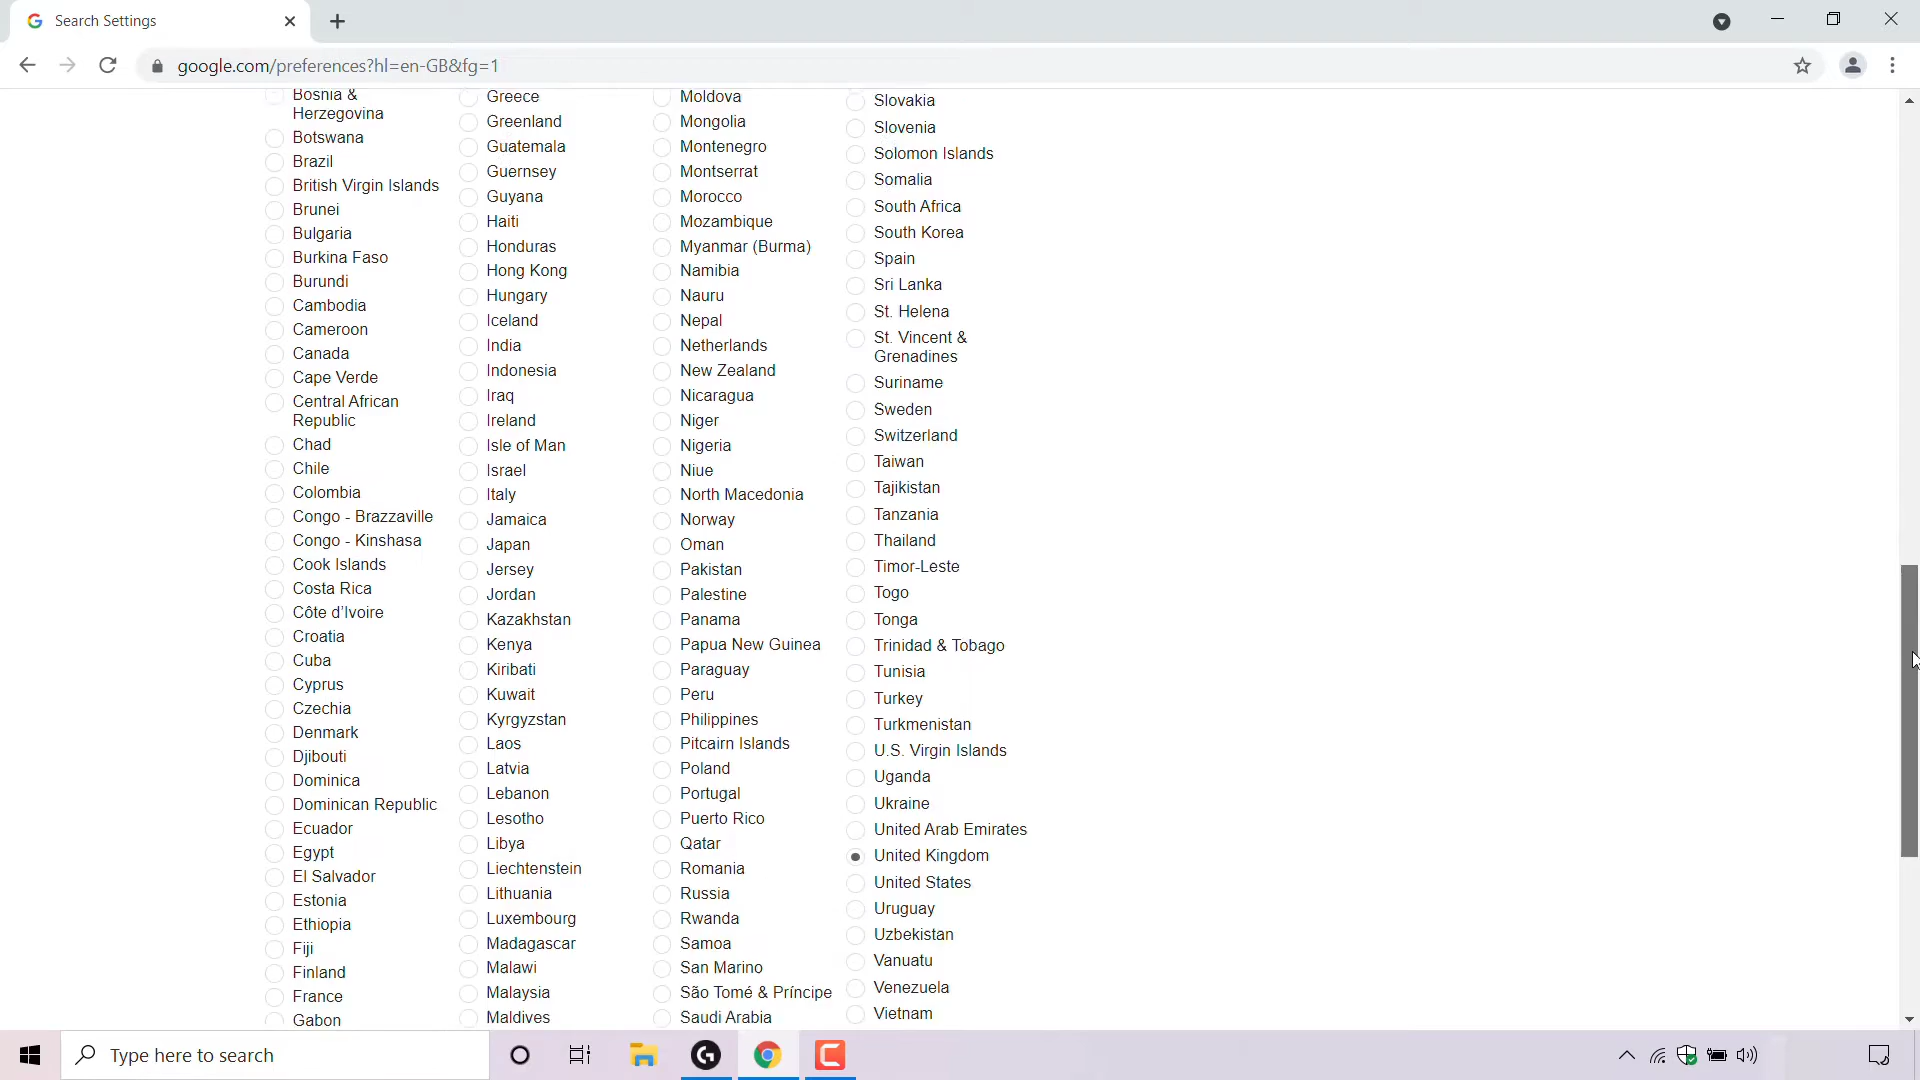 Search Settings
google.com/preferences?hl=en-GB&fg=1
Bosnia &
Herzegovina
Botswana
Brazil
British Virgin Islands
Brunei
Bulgaria
Burkina Faso
Burundi
Cambodia
Cameroon
Canada
Cape Verde
Central African
Republic
Chad
Chile
Colombia
Congo - Brazzaville
Congo - Kinshasa
Cook Islands
Costa Rica
Côte d’Ivoire
Croatia
Cuba
Cyprus
Czechia
Denmark
Djibouti
Dominica
Dominican Republic
Ecuador
Egypt
El Salvador
Estonia
Ethiopia
Fiji
Finland
France
Gabon
Greece
Greenland
Guatemala
Guernsey
Guyana
Haiti
Honduras
Hong Kong
Hungary
Iceland
India
Indonesia
Iraq
Ireland
Isle of Man
Israel
Italy
Jamaica
Japan
Jersey
Jordan
Kazakhstan
Kenya
Kiribati
Kuwait
Kyrgyzstan
Laos
Latvia
Lebanon
Lesotho
Libya
Liechtenstein
Lithuania
Luxembourg
Madagascar
Malawi
Malaysia
Maldives
Moldova
Mongolia
Montenegro
Montserrat
Morocco
Mozambique
Myanmar (Burma)
Namibia
Nauru
Nepal
Netherlands
New Zealand
Nicaragua
Niger
Nigeria
Niue
North Macedonia
Norway
Oman
Pakistan
Palestine
Panama
Papua New Guinea
Paraguay
Peru
Philippines
Pitcairn Islands
Poland
Portugal
Puerto Rico
Qatar
Romania
Russia
Rwanda
Samoa
San Marino
São Tomé & Príncipe
Saudi Arabia
Slovakia
Slovenia
Solomon Islands
Somalia
South Africa
South Korea
Spain
Sri Lanka
St. Helena
St. Vincent &
Grenadines
Suriname
Sweden
Switzerland
Taiwan
Tajikistan
Tanzania
Thailand
Timor-Leste
Togo
Tonga
Trinidad & Tobago
Tunisia
Turkey
Turkmenistan
U.S. Virgin Islands
Uganda
Ukraine
United Arab Emirates
United Kingdom
United States
Uruguay
Uzbekistan
Vanuatu
Venezuela
Vietnam
Type here to search